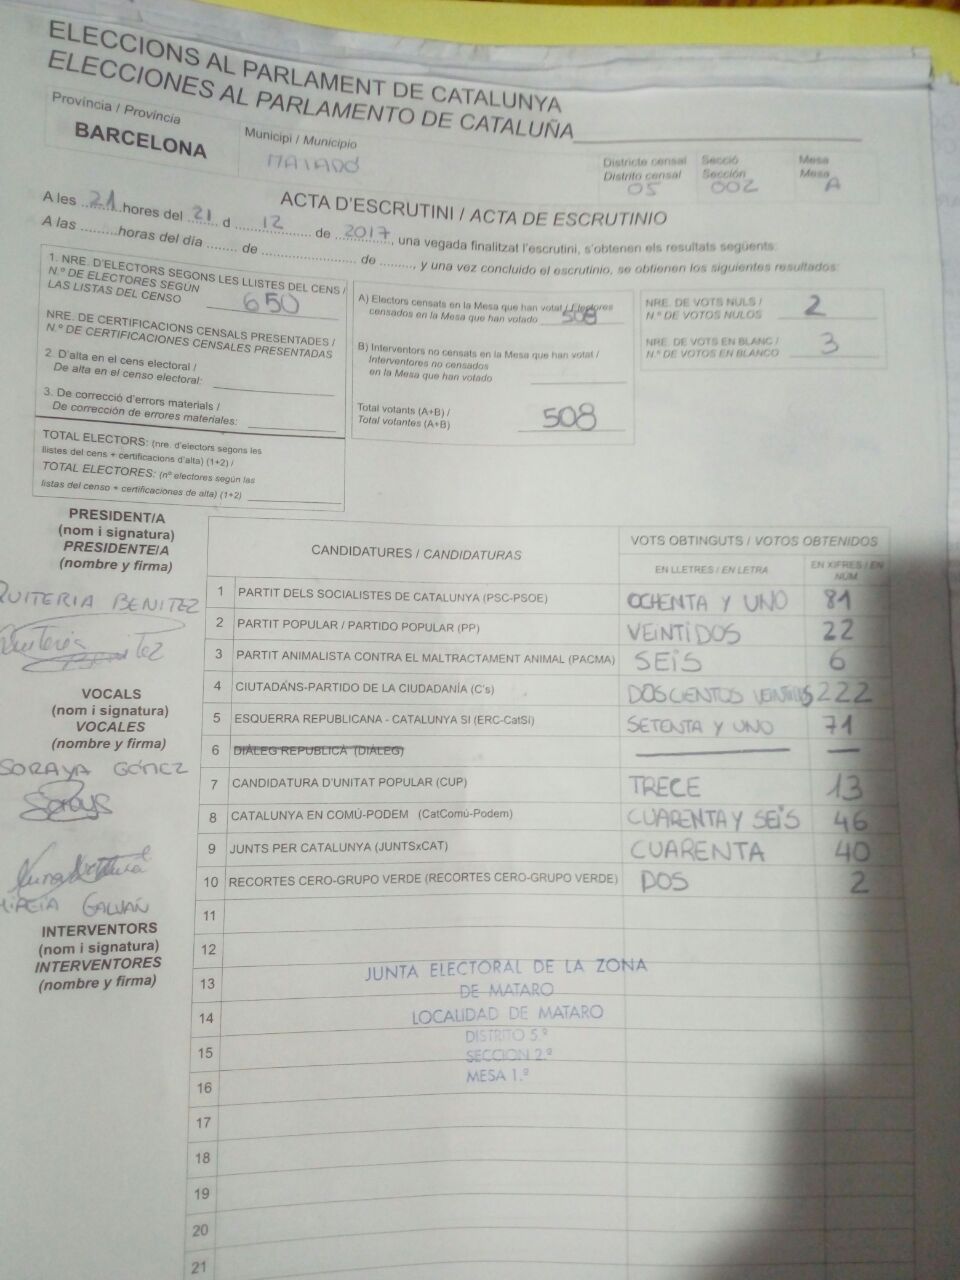 ELECCIONS AL PARLAMENT DE CATALUNYA
ELECCIONES AL PARLAMENTO DE CATALUÑA
Província / Provincia
BARCELONA
Municipi / Municipio
MATARÓ
Districte censal
Distrito censal
05
Secció
Sección
002
Mesa
Mesa
A
ACTA D'ESCRUTINI / ACTA DE ESCRUTINIO
A les 21 hores del 21 d 12 de 2017, una vegada finalitzat l'escrutini, s'obtenen els resultats següents:
A las ........ horas del día ........ de .................... de ........, y una vez concluido el escrutinio, se obtienen los siguientes resultados:
1. NRE. D'ELECTORS SEGONS LES LLISTES DEL CENS /
N.º DE ELECTORES SEGÚN
LAS LISTAS DEL CENSO 650
NRE. DE CERTIFICACIONS CENSALS PRESENTADES /
N.º DE CERTIFICACIONES CENSALES PRESENTADAS
2. D'alta en el cens electoral /
De alta en el censo electoral:
3. De correcció d'errors materials /
De corrección de errores materiales:
TOTAL ELECTORS: (nre. d'electors segons les
llistes del cens + certificacions d'alta) (1+2) /
TOTAL ELECTORES: (nº electores según las
listas del censo + certificaciones de alta) (1+2)
A) Electors censats en la Mesa que han votat / Electores
censados en la Mesa que han votado 508
B) Interventors no censats en la Mesa que han votat /
Interventores no censados
en la Mesa que han votado
Total votants (A+B) /
Total votantes (A+B) 508
NRE. DE VOTS NULS /
N.º DE VOTOS NULOS 2
NRE. DE VOTS EN BLANC /
N.º DE VOTOS EN BLANCO 3
PRESIDENT/A
(nom i signatura)
PRESIDENTE/A
(nombre y firma)
QUITERIA BENITEZ
Quiteria Benitez
VOCALS
(nom i signatura)
VOCALES
(nombre y firma)
SORAYA GÓMEZ
Soraya
MIREIA GALVAÑ
INTERVENTORS
(nom i signatura)
INTERVENTORES
(nombre y firma)
CANDIDATURES / CANDIDATURAS
VOTS OBTINGUTS / VOTOS OBTENIDOS
EN LLETRES / EN LETRA
EN XIFRES / EN NÚM
1 PARTIT DELS SOCIALISTES DE CATALUNYA (PSC-PSOE) OCHENTA Y UNO 81
2 PARTIT POPULAR / PARTIDO POPULAR (PP) VEINTIDOS 22
3 PARTIT ANIMALISTA CONTRA EL MALTRACTAMENT ANIMAL (PACMA) SEIS 6
4 CIUTADANS-PARTIDO DE LA CIUDADANÍA (C's) DOSCIENTOS 222
5 ESQUERRA REPUBLICANA - CATALUNYA SÍ (ERC-CatSí) SETENTA Y UNO 71
6 DIÀLEG REPUBLICÀ (DIÀLEG)
7 CANDIDATURA D'UNITAT POPULAR (CUP) TRECE 13
8 CATALUNYA EN COMÚ-PODEM (CatComú-Podem) CUARENTA Y SEIS 46
9 JUNTS PER CATALUNYA (JUNTSxCAT) CUARENTA 40
10 RECORTES CERO-GRUPO VERDE (RECORTES CERO-GRUPO VERDE) DOS 2
11
12
13
14
15
16
17
18
19
20
21
JUNTA ELECTORAL DE LA ZONA
DE MATARO
LOCALIDAD DE MATARO
DISTRITO 5.º
SECCION 2.ª
MESA 1.ª